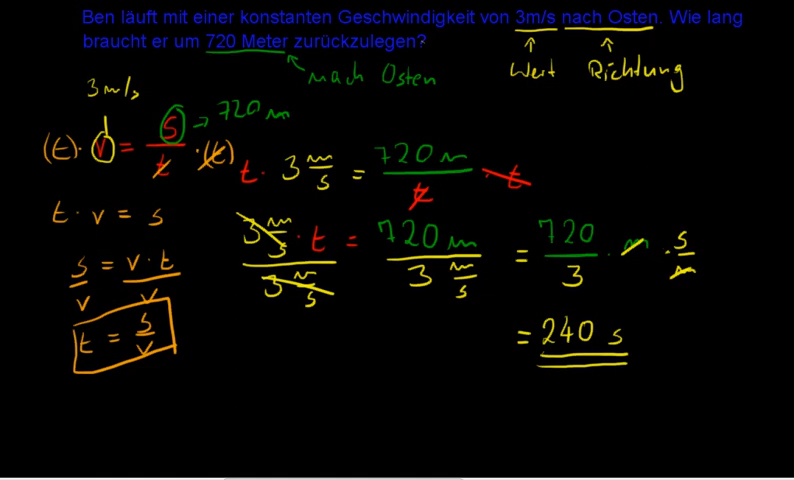 Ben läuft mit einer konstanten Geschwindigkeit von 3m/s nach Osten. Wie lang
braucht er um 720 Meter zurückzulegen?
Wert Richtung
nach Osten
3m/s
(t) · v = s/t · (t)
s → 720 m
t · 3 m/s = 720 m / t · t
t · v = s
3 m/s · t / 3 m/s = 720 m / 3 m/s = 720/3 · m · s/m
s/v = v · t / v
t = s/v
= 240 s